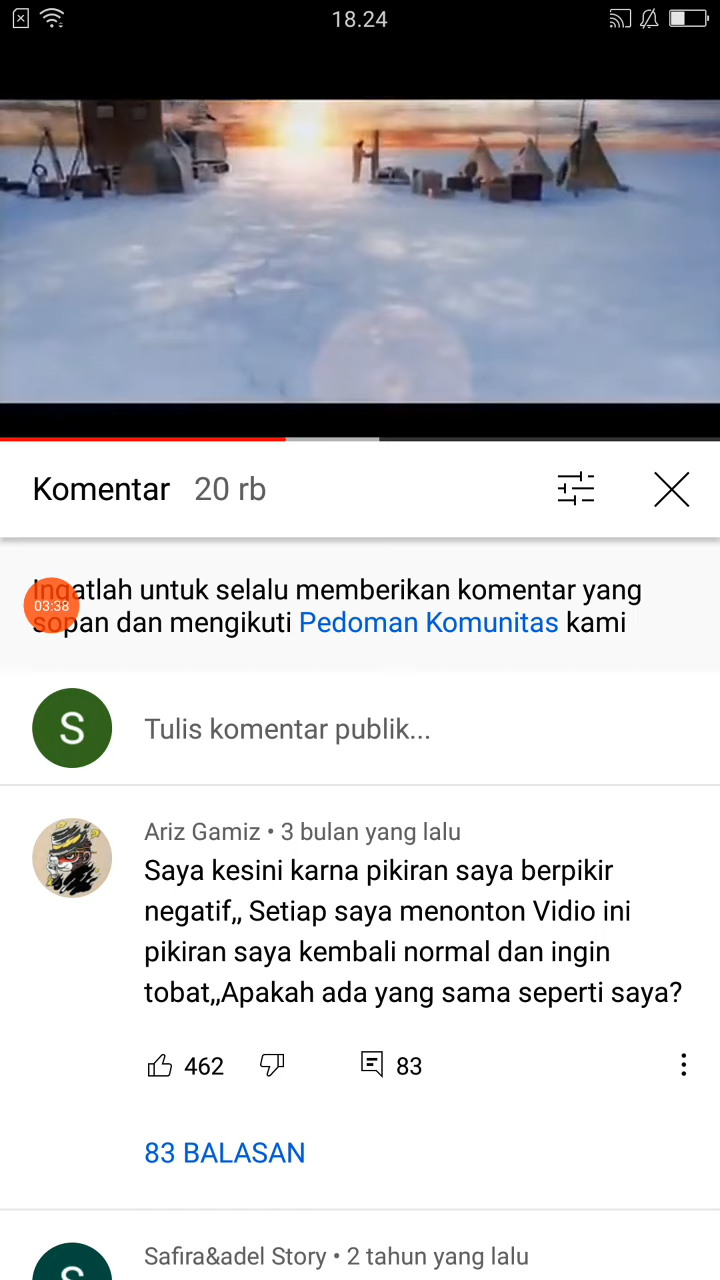 18.24
Komentar 20 rb
Ingatlah untuk selalu memberikan komentar yang
03:38
sopan dan mengikuti Pedoman Komunitas kami
S
Tulis komentar publik...
Ariz Gamiz • 3 bulan yang lalu
Saya kesini karna pikiran saya berpikir
negatif,, Setiap saya menonton Vidio ini
pikiran saya kembali normal dan ingin
tobat,,Apakah ada yang sama seperti saya?
462 83
83 BALASAN
Safira&adel Story • 2 tahun yang lalu